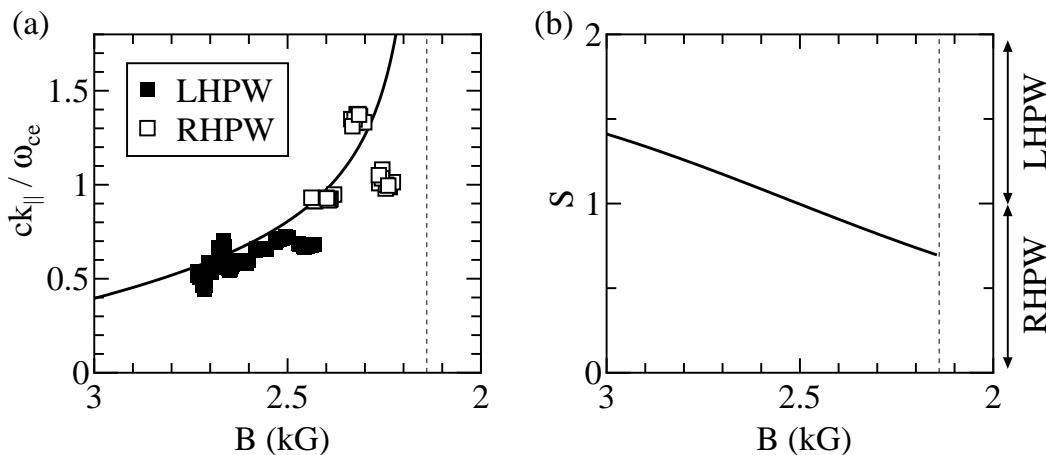 (a)
ck|| / ωce
1.5
1
0.5
0
LHPW
RHPW
3
2.5
2
B (kG)
(b)
S
2
1
0
3
2.5
2
B (kG)
LHPW
RHPW